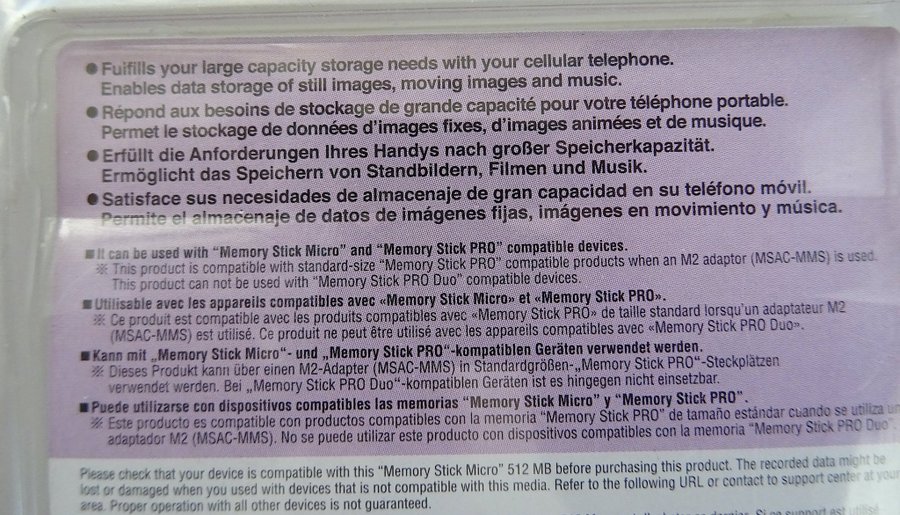 ● Fulfills your large capacity storage needs with your cellular telephone.
Enables data storage of still images, moving images and music.
● Répond aux besoins de stockage de grande capacité pour votre téléphone portable.
Permet le stockage de données d'images fixes, d'images animées et de musique.
● Erfüllt die Anforderungen Ihres Handys nach großer Speicherkapazität.
Ermöglicht das Speichern von Standbildern, Filmen und Musik.
● Satisface sus necesidades de almacenaje de gran capacidad en su teléfono móvil.
Permite el almacenaje de datos de imágenes fijas, imágenes en movimiento y música.
■ It can be used with “Memory Stick Micro” and “Memory Stick PRO” compatible devices.
※ This product is compatible with standard-size “Memory Stick PRO” compatible products when an M2 adaptor (MSAC-MMS) is used.
This product can not be used with “Memory Stick PRO Duo” compatible devices.
■ Utilisable avec les appareils compatibles avec «Memory Stick Micro» et «Memory Stick PRO».
※ Ce produit est compatible avec les produits compatibles avec «Memory Stick PRO» de taille standard lorsqu'un adaptateur M2
(MSAC-MMS) est utilisé. Ce produit ne peut être utilisé avec les appareils compatibles avec «Memory Stick PRO Duo».
■ Kann mit „Memory Stick Micro“- und „Memory Stick PRO“-kompatiblen Geräten verwendet werden.
※ Dieses Produkt kann über einen M2-Adapter (MSAC-MMS) in Standardgrößen-„Memory Stick PRO“-Steckplätzen
verwendet werden. Bei „Memory Stick PRO Duo“-kompatiblen Geräten ist es hingegen nicht einsetzbar.
■ Puede utilizarse con dispositivos compatibles las memorias “Memory Stick Micro” y “Memory Stick PRO”.
※ Este producto es compatible con productos compatibles con la memoria “Memory Stick PRO” de tamaño estándar cuando se utiliza un
adaptador M2 (MSAC-MMS). No se puede utilizar este producto con dispositivos compatibles con la memoria “Memory Stick PRO Duo”.
Please check that your device is compatible with this “Memory Stick Micro” 512 MB before purchasing this product. The recorded data might be
lost or damaged when you used with devices that is not compatible with this media. Refer to the following URL or contact to support center at your
area. Proper operation with all other devices is not guaranteed.